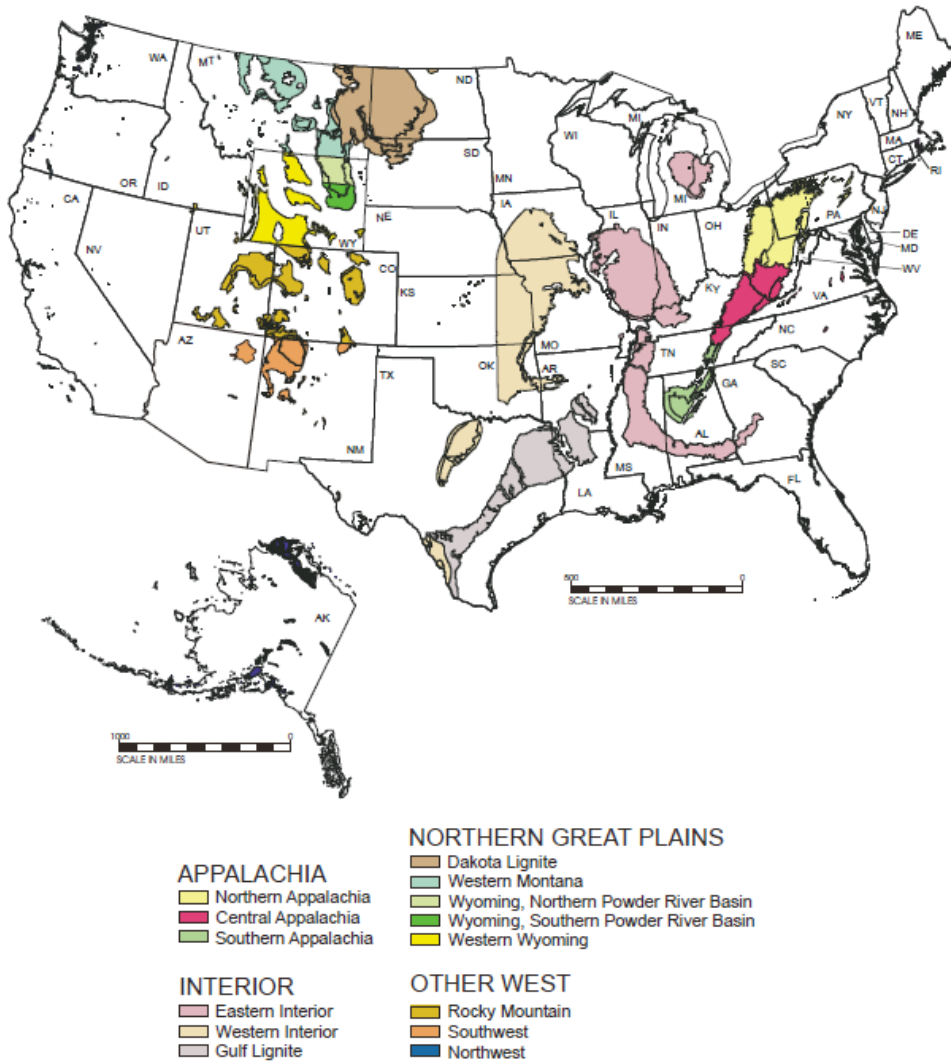 WA
MT
ND
ME
OR
ID
SD
MN
WI
MI
NY
VT
NH
MA
CT
RI
CA
NV
UT
WY
NE
IA
IL
IN
MI
OH
PA
NJ
DE
MD
WV
CO
KS
MO
KY
VA
AZ
NM
TX
OK
AR
TN
NC
SC
GA
AL
MS
LA
FL
500 0
SCALE IN MILES
AK
1000 0
SCALE IN MILES
APPALACHIA
Northern Appalachia
Central Appalachia
Southern Appalachia
INTERIOR
Eastern Interior
Western Interior
Gulf Lignite
NORTHERN GREAT PLAINS
Dakota Lignite
Western Montana
Wyoming, Northern Powder River Basin
Wyoming, Southern Powder River Basin
Western Wyoming
OTHER WEST
Rocky Mountain
Southwest
Northwest